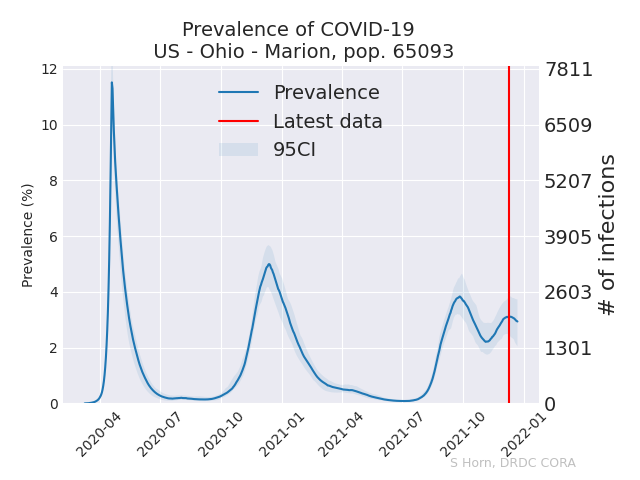 Prevalence of COVID-19
US - Ohio - Marion, pop. 65093
Prevalence
Latest data
95CI
Prevalence (%)
12
10
8
6
4
2
0
7811
6509
5207
3905
2603
1301
0
# of infections
2020-04
2020-07
2020-10
2021-01
2021-04
2021-07
2021-10
2022-01
S Horn, DRDC CORA